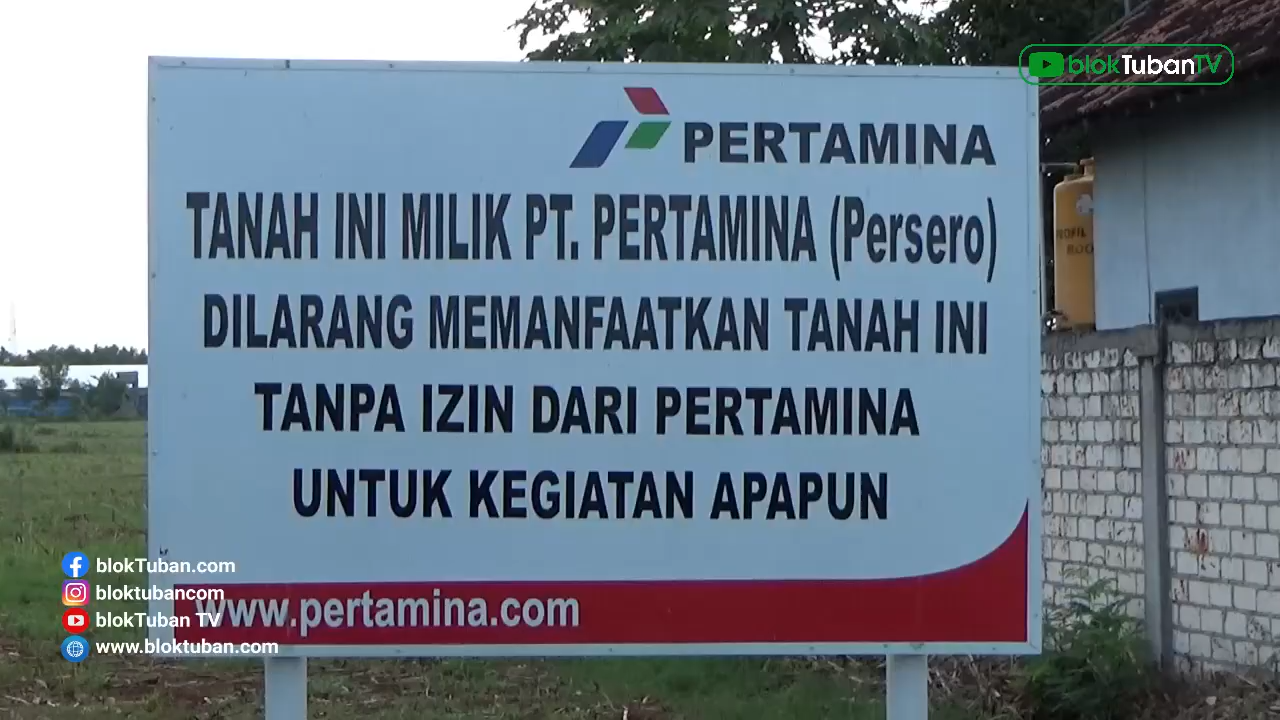 blokTubanTV
PERTAMINA
TANAH INI MILIK PT. PERTAMINA (Persero)
DILARANG MEMANFAATKAN TANAH INI
TANPA IZIN DARI PERTAMINA
UNTUK KEGIATAN APAPUN
www.pertamina.com
blokTuban.com
bloktubancom
blokTuban TV
www.bloktuban.com